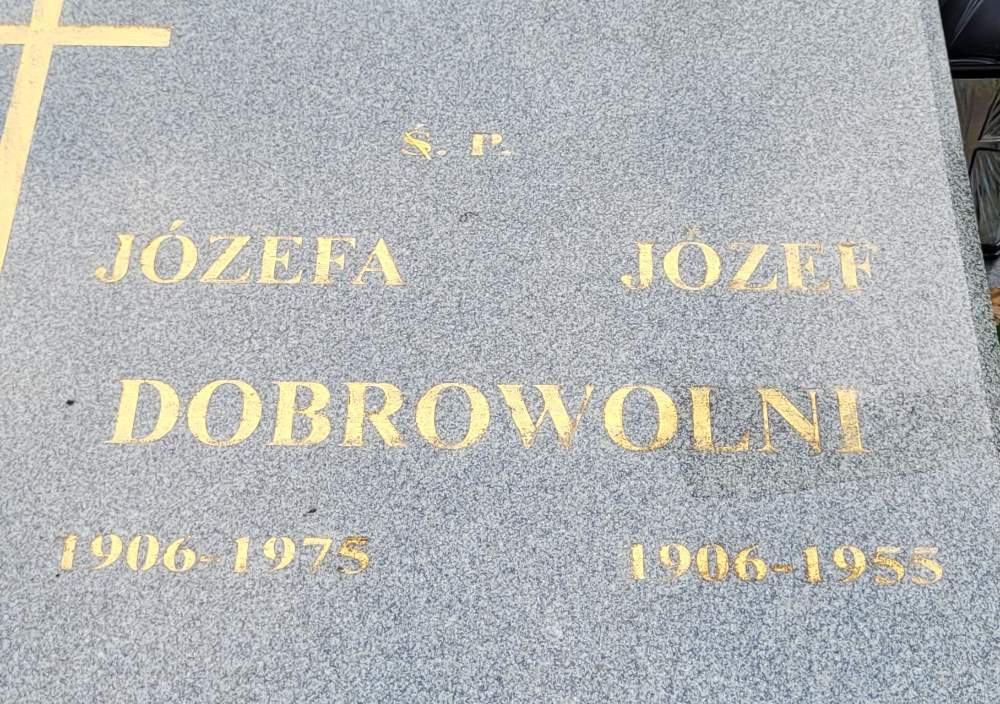 Ś. P.
JÓZEFA JÓZEF
DOBROWOLNI
1906-1975 1906-1955